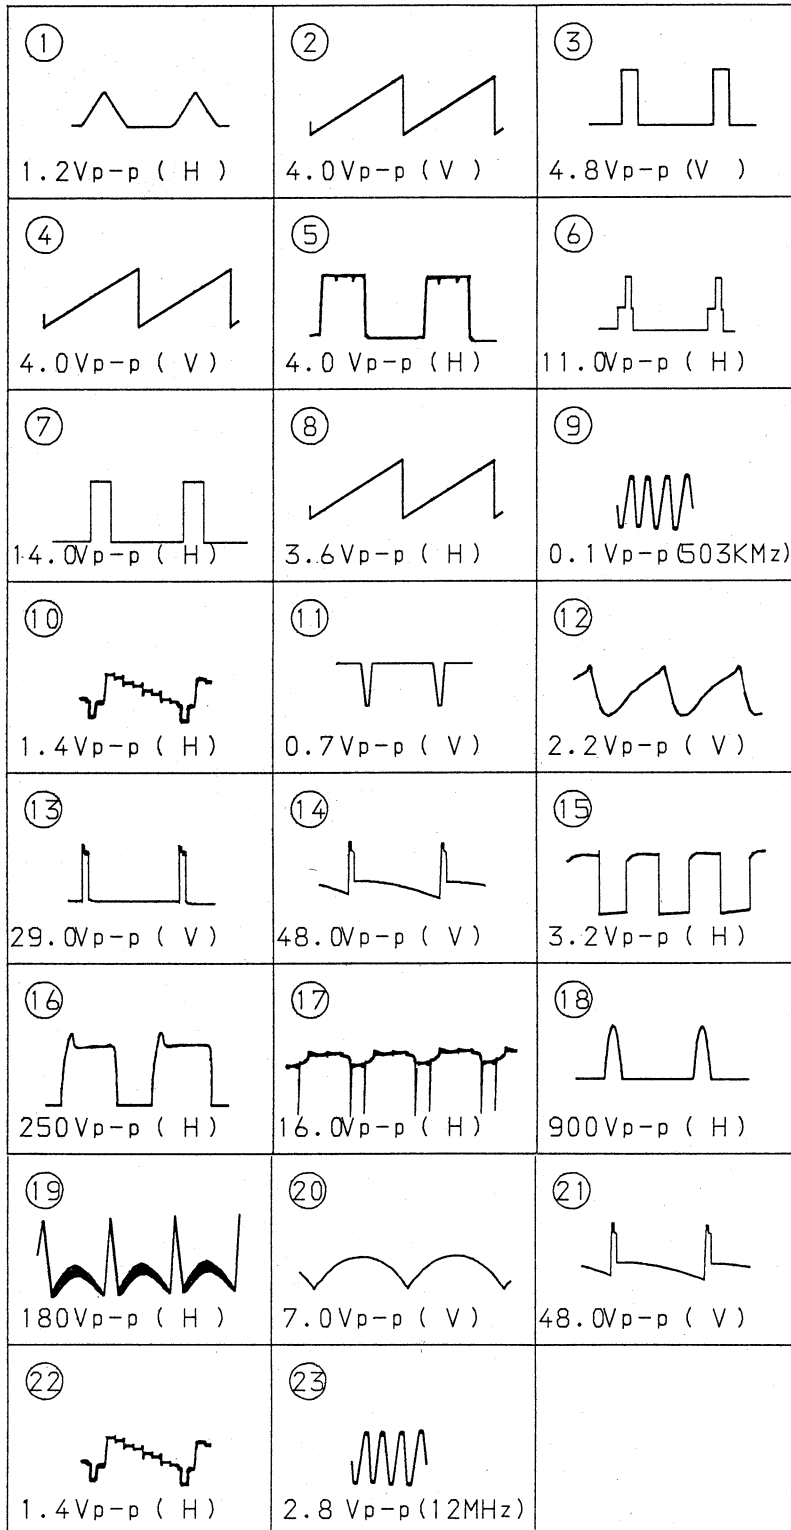 ① ② ③
1.2Vp-p ( H ) 4.0Vp-p ( V ) 4.8Vp-p (V )
④ ⑤ ⑥
4.0Vp-p ( V ) 4.0 Vp-p ( H ) 11.0Vp-p ( H )
⑦ ⑧ ⑨
14.0Vp-p ( H ) 3.6Vp-p ( H ) 0.1Vp-p(503KMz)
⑩ ⑪ ⑫
1.4Vp-p ( H ) 0.7Vp-p ( V ) 2.2Vp-p ( V )
⑬ ⑭ ⑮
29.0Vp-p ( V ) 48.0Vp-p ( V ) 3.2Vp-p ( H )
⑯ ⑰ ⑱
250Vp-p ( H ) 16.0Vp-p ( H ) 900Vp-p ( H )
⑲ ⑳ ㉑
180Vp-p ( H ) 7.0Vp-p ( V ) 48.0Vp-p ( V )
㉒ ㉓
1.4Vp-p ( H ) 2.8 Vp-p(12MHz)